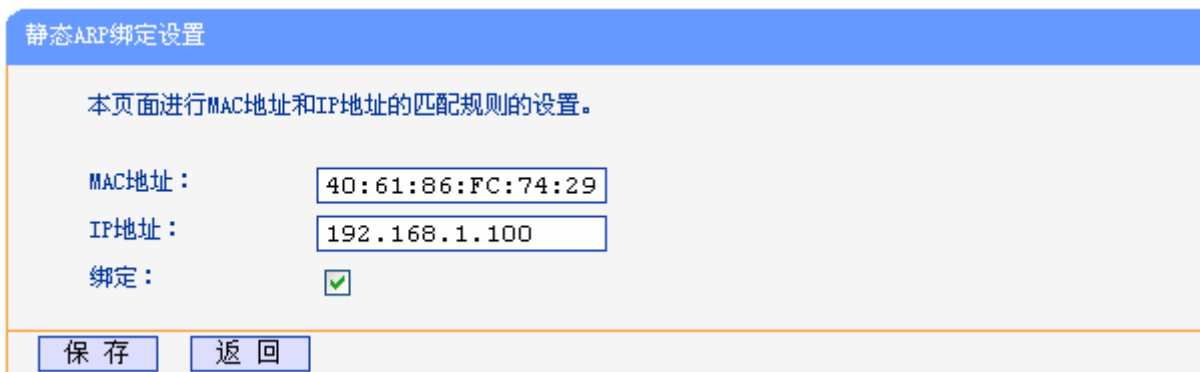 静态ARP绑定设置
本页面进行MAC地址和IP地址的匹配规则的设置。
MAC地址： 40:61:86:FC:74:29
IP地址： 192.168.1.100
绑定：
保 存 返 回